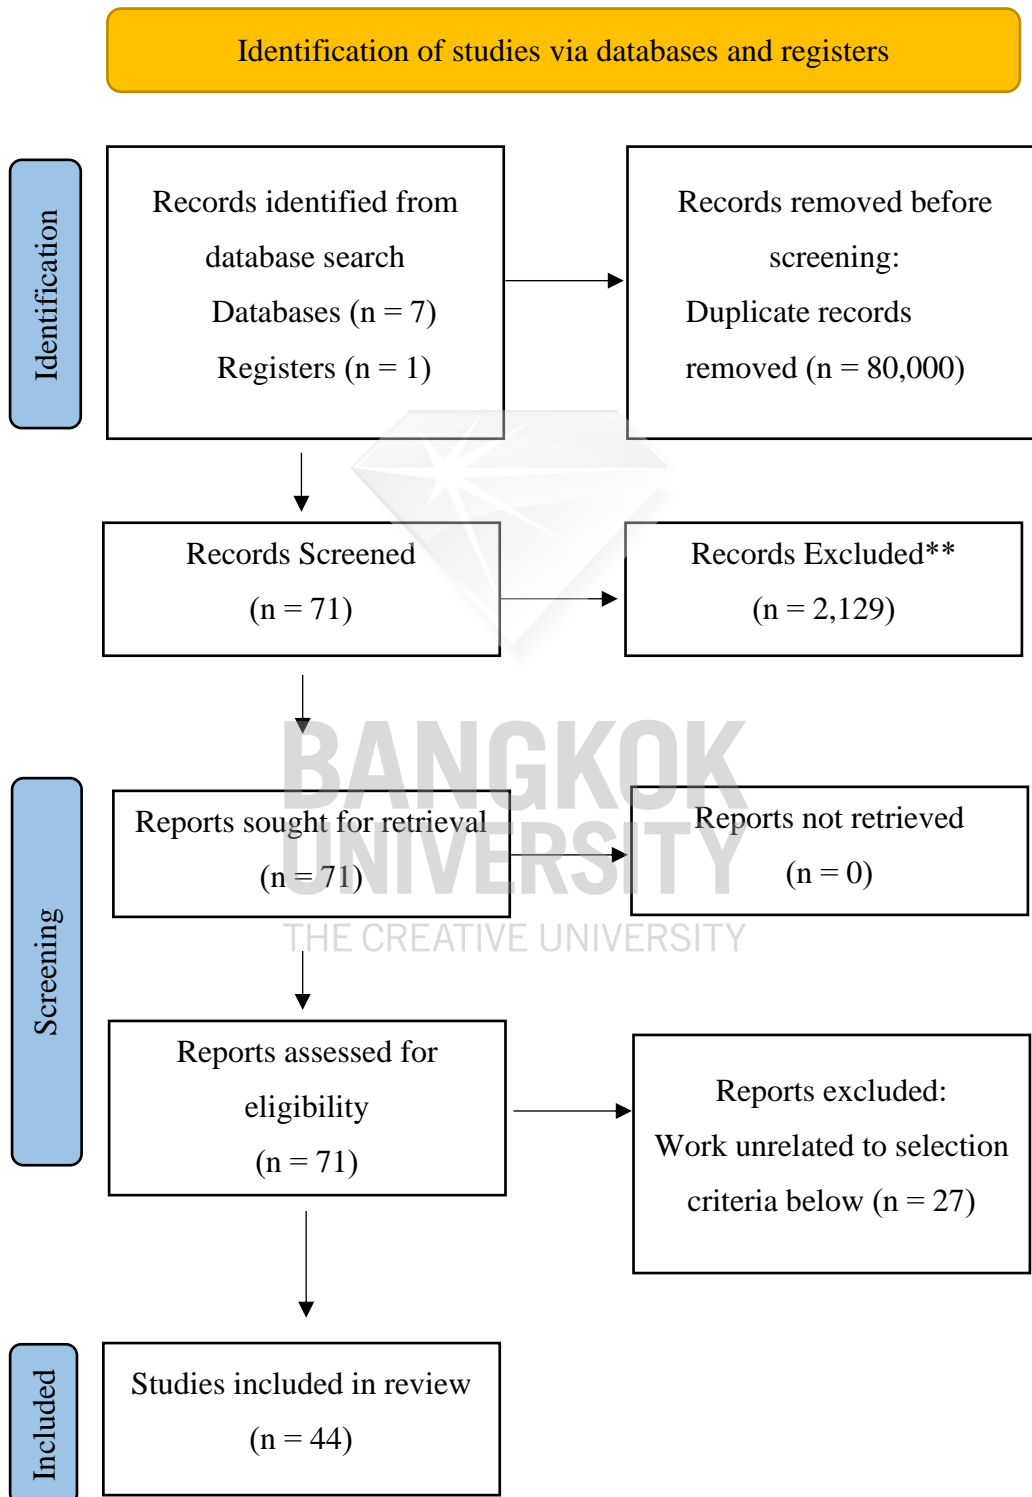 Identification of studies via databases and registers
Identification
Records identified from
database search
Databases (n = 7)
Registers (n = 1)
Records removed before
screening:
Duplicate records
removed (n = 80,000)
Records Screened
(n = 71)
Records Excluded**
(n = 2,129)
Screening
Reports sought for retrieval
(n = 71)
Reports not retrieved
(n = 0)
BANGKOK
UNIVERSITY
THE CREATIVE UNIVERSITY
Reports assessed for
eligibility
(n = 71)
Reports excluded:
Work unrelated to selection
criteria below (n = 27)
Included
Studies included in review
(n = 44)